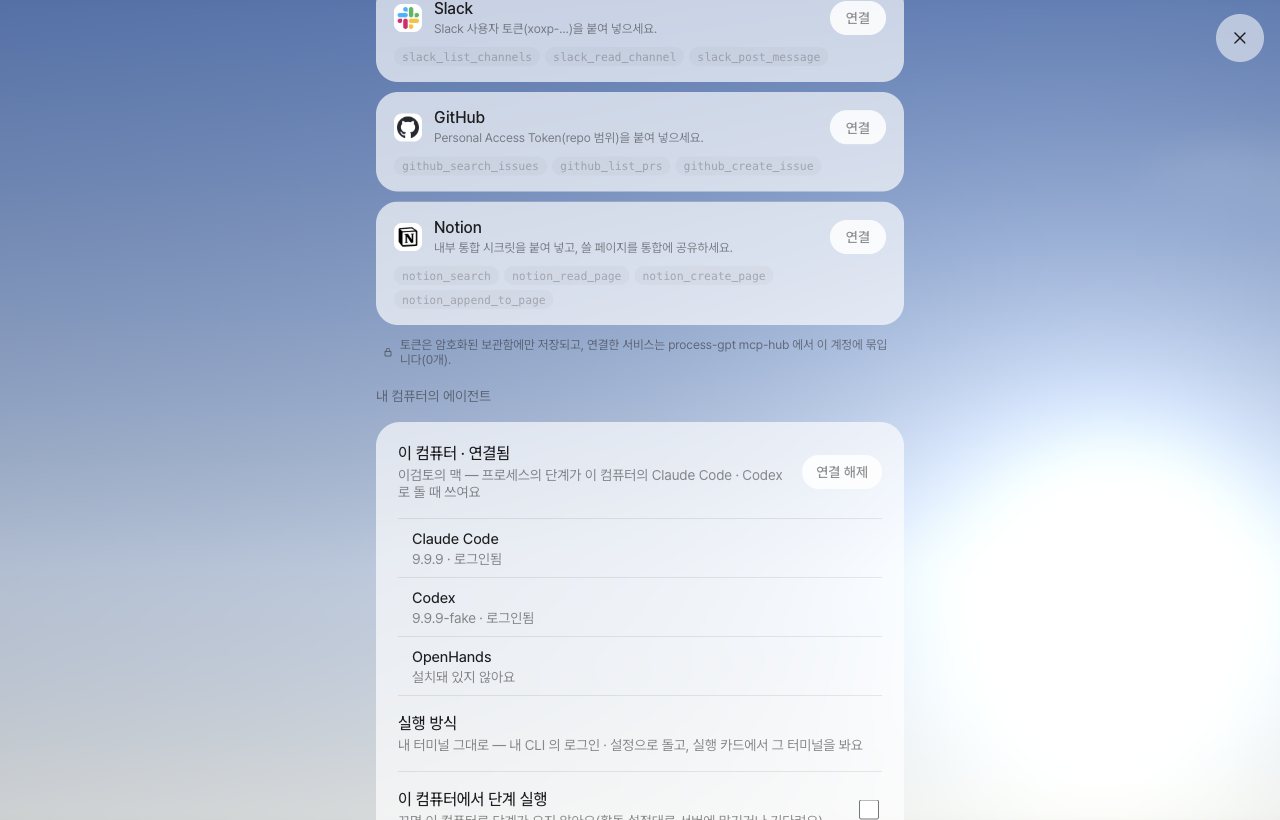 Slack
Slack 사용자 토큰(xoxp-...)을 붙여 넣으세요.
연결
slack_list_channels slack_read_channel slack_post_message
GitHub
Personal Access Token(repo 범위)을 붙여 넣으세요.
연결
github_search_issues github_list_prs github_create_issue
Notion
내부 통합 시크릿을 붙여 넣고, 쓸 페이지를 통합에 공유하세요.
연결
notion_search notion_read_page notion_create_page
notion_append_to_page
토큰은 암호화된 보관함에만 저장되고, 연결한 서비스는 process-gpt mcp-hub 에서 이 계정에 묶입
니다(0개).
내 컴퓨터의 에이전트
이 컴퓨터 · 연결됨
이검토의 맥 — 프로세스의 단계가 이 컴퓨터의 Claude Code · Codex
로 돌 때 쓰여요
연결 해제
Claude Code
9.9.9 · 로그인됨
Codex
9.9.9-fake · 로그인됨
OpenHands
설치돼 있지 않아요
실행 방식
내 터미널 그대로 — 내 CLI 의 로그인 · 설정으로 돌고, 실행 카드에서 그 터미널을 봐요
이 컴퓨터에서 단계 실행